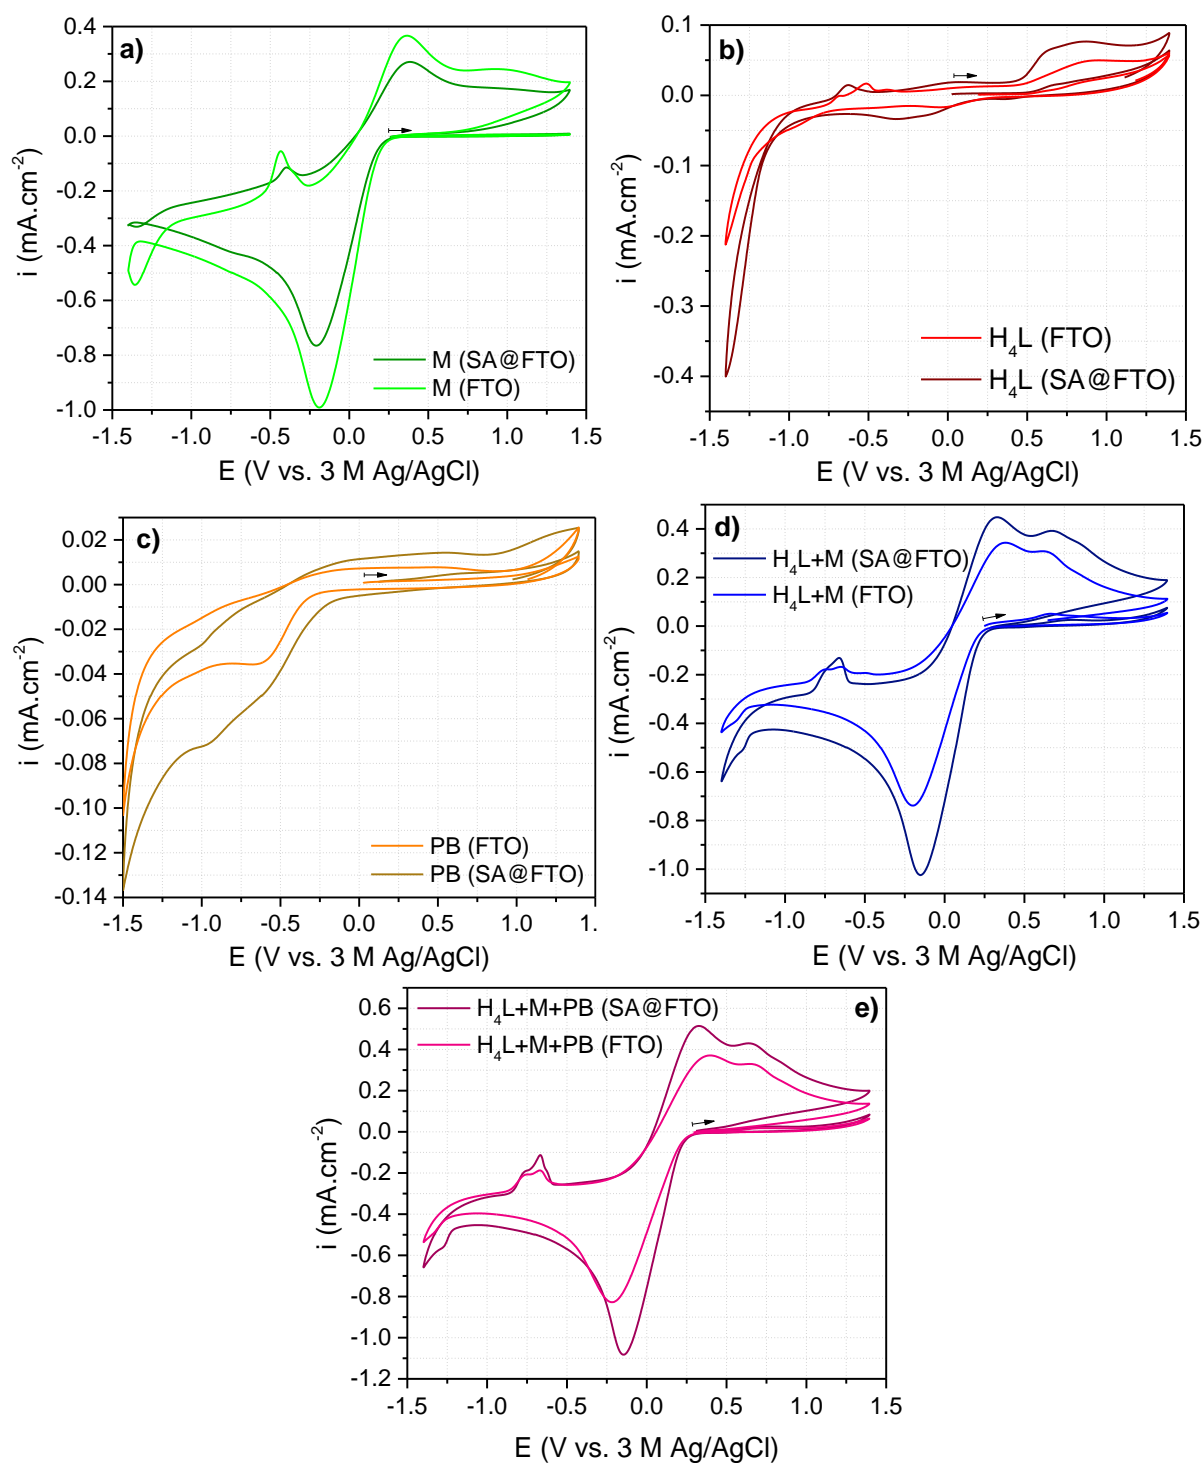 a)
0.4
0.2
0.0
-0.2
-0.4
-0.6
-0.8
-1.0
i (mA.cm-2)
M (SA@FTO)
M (FTO)
-1.5 -1.0 -0.5 0.0 0.5 1.0 1.5
E (V vs. 3 M Ag/AgCl)
b)
0.1
0.0
-0.1
-0.2
-0.3
-0.4
i (mA.cm-2)
H4L (FTO)
H4L (SA@FTO)
-1.5 -1.0 -0.5 0.0 0.5 1.0 1.5
E (V vs. 3 M Ag/AgCl)
c)
0.02
0.00
-0.02
-0.04
-0.06
-0.08
-0.10
-0.12
-0.14
i (mA.cm-2)
PB (FTO)
PB (SA@FTO)
-1.5 -1.0 -0.5 0.0 0.5 1.0 1.
E (V vs. 3 M Ag/AgCl)
d)
H4L+M (SA@FTO)
H4L+M (FTO)
0.4
0.2
0.0
-0.2
-0.4
-0.6
-0.8
-1.0
i (mA.cm-2)
-1.5 -1.0 -0.5 0.0 0.5 1.0 1.5
E (V vs. 3 M Ag/AgCl)
e)
H4L+M+PB (SA@FTO)
H4L+M+PB (FTO)
0.6
0.4
0.2
0.0
-0.2
-0.4
-0.6
-0.8
-1.0
-1.2
i (mA.cm-2)
-1.5 -1.0 -0.5 0.0 0.5 1.0 1.5
E (V vs. 3 M Ag/AgCl)